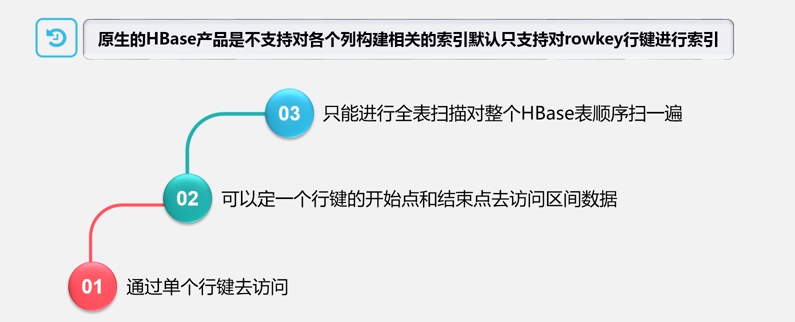 原生的HBase产品是不支持对各个列构建相关的索引默认只支持对rowkey行键进行索引
03 只能进行全表扫描对整个HBase表顺序扫一遍
02 可以定一个行键的开始点和结束点去访问区间数据
01 通过单个行键去访问